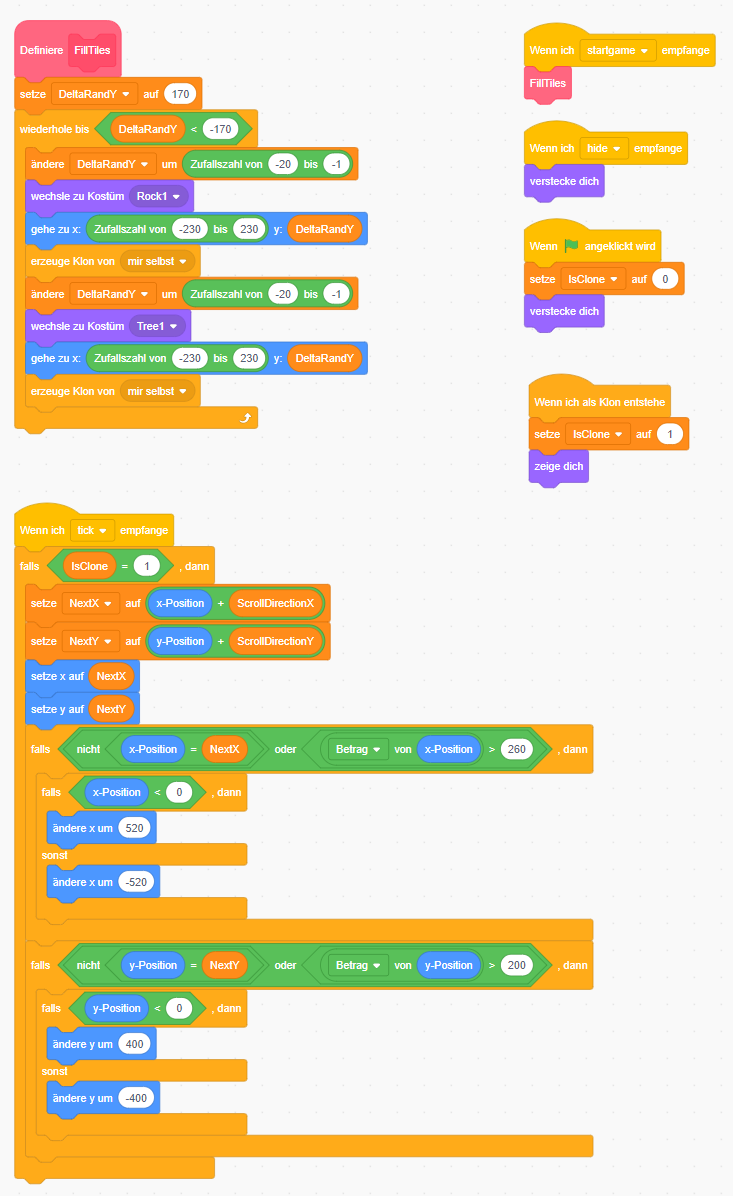 Definiere FillTiles
setze DeltaRandY auf 170
wiederhole bis DeltaRandY < -170
ändere DeltaRandY um Zufallszahl von -20 bis -1
wechsle zu Kostüm Rock1
gehe zu x: Zufallszahl von -230 bis 230 y: DeltaRandY
erzeuge Klon von mir selbst
ändere DeltaRandY um Zufallszahl von -20 bis -1
wechsle zu Kostüm Tree1
gehe zu x: Zufallszahl von -230 bis 230 y: DeltaRandY
erzeuge Klon von mir selbst
Wenn ich startgame empfange
FillTiles
Wenn ich hide empfange
verstecke dich
Wenn angeklickt wird
setze IsClone auf 0
verstecke dich
Wenn ich als Klon entstehe
setze IsClone auf 1
zeige dich
Wenn ich tick empfange
falls IsClone = 1 , dann
setze NextX auf x-Position + ScrollDirectionX
setze NextY auf y-Position + ScrollDirectionY
setze x auf NextX
setze y auf NextY
falls nicht x-Position = NextX oder Betrag von x-Position > 260 , dann
falls x-Position < 0 , dann
ändere x um 520
sonst
ändere x um -520
falls nicht y-Position = NextY oder Betrag von y-Position > 200 , dann
falls y-Position < 0 , dann
ändere y um 400
sonst
ändere y um -400